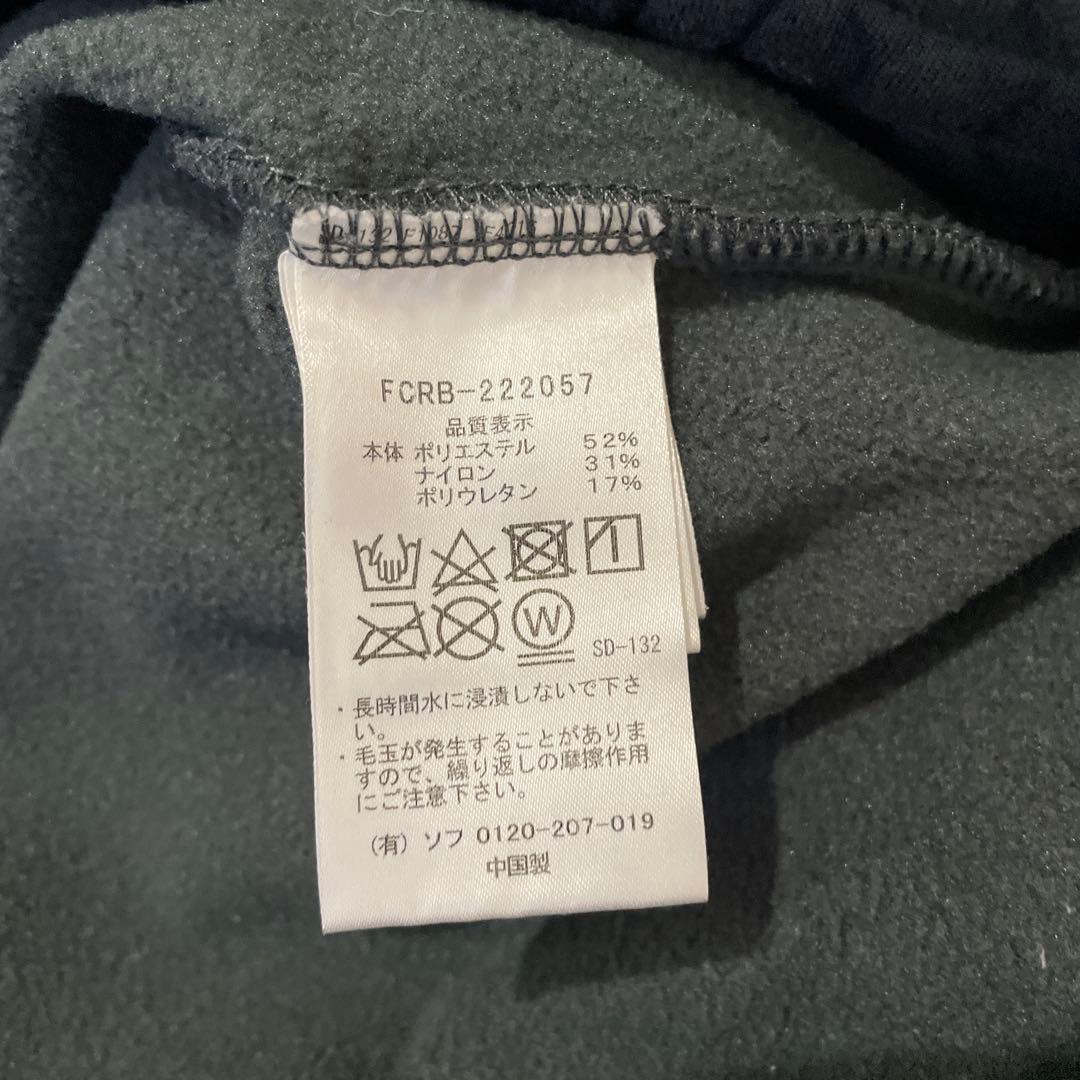 FCRB-222057
品質表示
本体 ポリエステル 52%
ナイロン 31%
ポリウレタン 17%
W
SD-132
・長時間水に浸漬しないで下さ
い。
・毛玉が発生することがありま
すので、繰り返しの摩擦作用
にご注意下さい。
(有) ソフ 0120-207-019
中国製